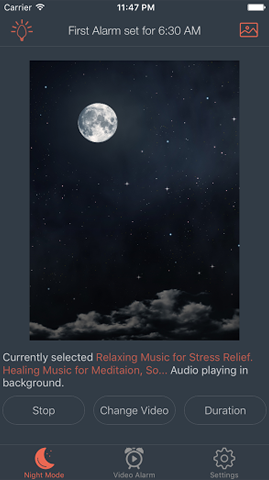 Carrier 11:47 PM
First Alarm set for 6:30 AM
Currently selected Relaxing Music for Stress Relief.
Healing Music for Meditaion, So... Audio playing in
background.
Stop Change Video Duration
Night Mode Video Alarm Settings